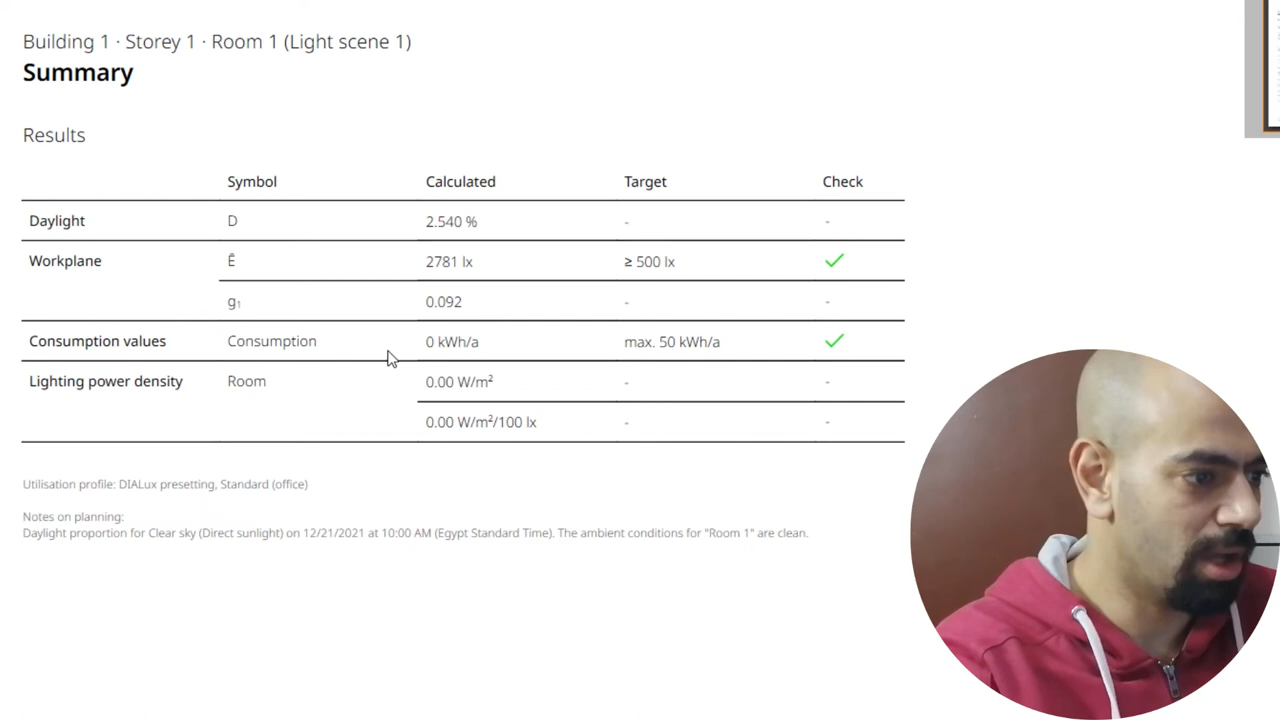 Building 1 · Storey 1 · Room 1 (Light scene 1)
Summary
Results
Symbol Calculated Target Check
Daylight D 2.540 % - -
Workplane Ē 2781 lx ≥ 500 lx ✓
g₁ 0.092 - -
Consumption values Consumption 0 kWh/a max. 50 kWh/a ✓
Lighting power density Room 0.00 W/m² - -
0.00 W/m²/100 lx - -
Utilisation profile: DIALux presetting, Standard (office)
Notes on planning:
Daylight proportion for Clear sky (Direct sunlight) on 12/21/2021 at 10:00 AM (Egypt Standard Time). The ambient conditions for "Room 1" are clean.